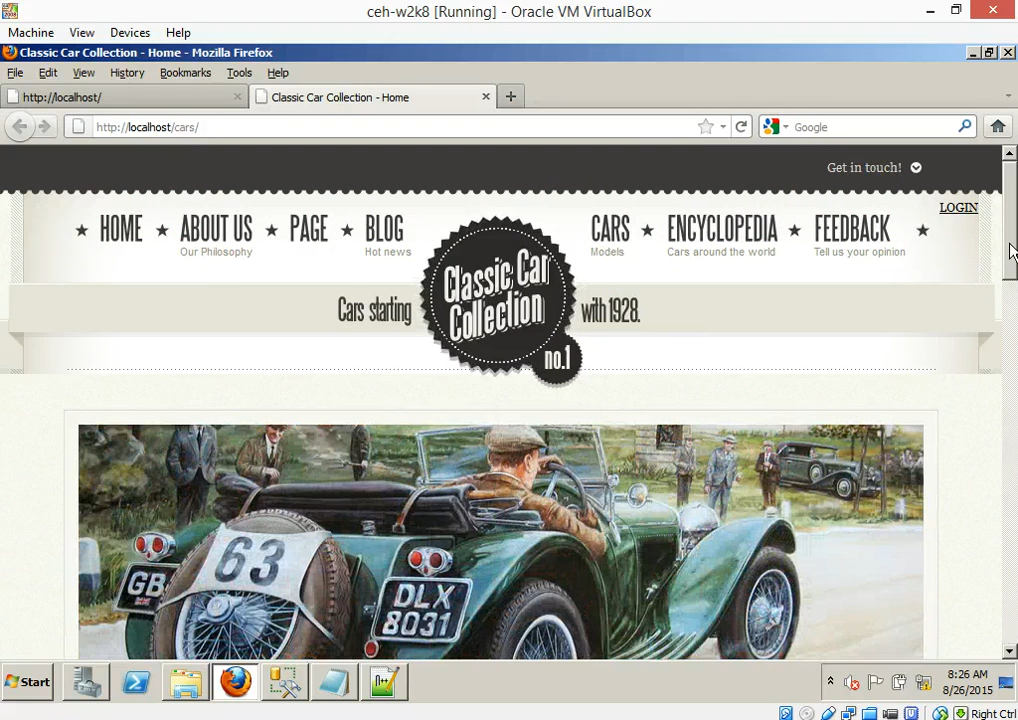 ceh-w2k8 [Running] - Oracle VM VirtualBox
Machine View Devices Help
Classic Car Collection - Home - Mozilla Firefox
File Edit View History Bookmarks Tools Help
http://localhost/
Classic Car Collection - Home
http://localhost/cars/
Google
Get in touch!
LOGIN
HOME ABOUT US PAGE BLOG CARS ENCYCLOPEDIA FEEDBACK
Our Philosophy Hot news Models Cars around the world Tell us your opinion
Classic Car
Collection
Cars starting with 1928.
no.1
63
GB
DLX
8031
Start
8:26 AM
8/26/2015
Right Ctrl